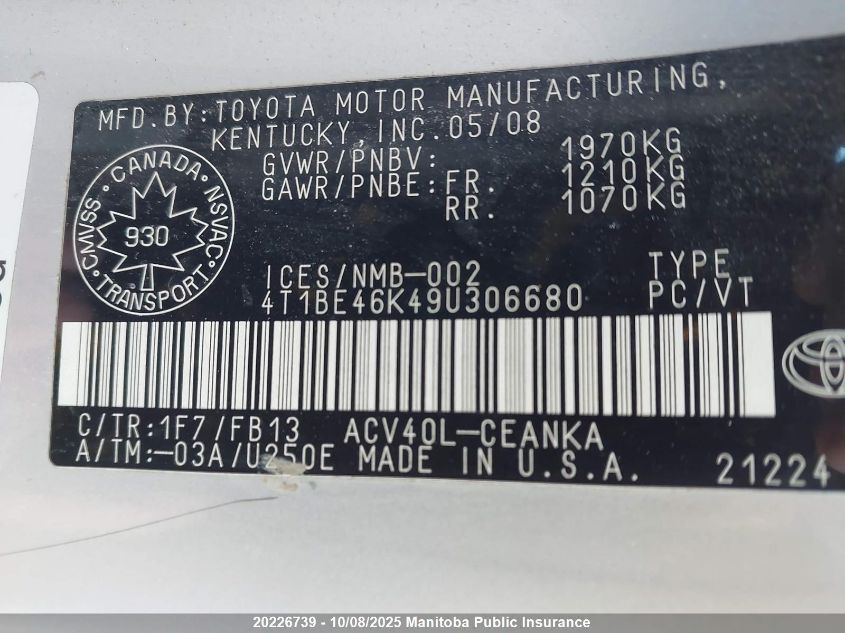 MFD.BY:TOYOTA MOTOR MANUFACTURING,
KENTUCKY,INC.05/08
GVWR/PNBV: 1970KG
GAWR/PNBE:FR. 1210KG
RR. 1070KG
CANADA
CMVSS NSVAC
930
TRANSPORT
ICES/NMB-002 TYPE
4T1BE46K49U306680 PC/VT
C/TR:1F7/FB13 ACV40L-CEANKA
A/TM:-03A/U250E MADE IN U.S.A. 21224
20226739 - 10/08/2025 Manitoba Public Insurance